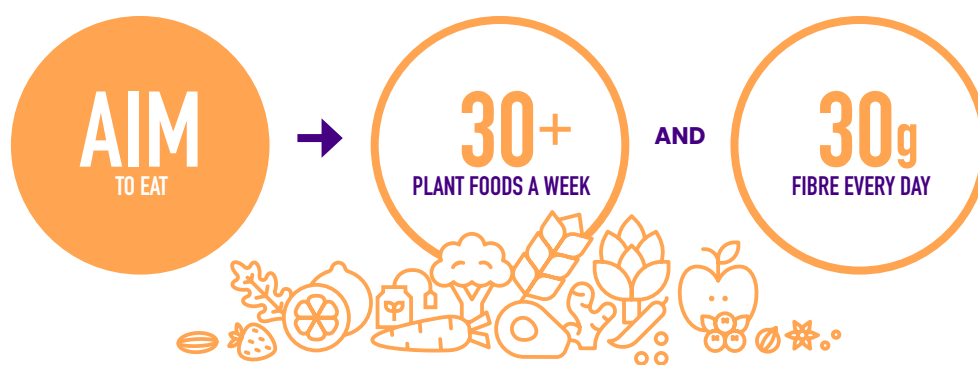 AIM
TO EAT
30+
PLANT FOODS A WEEK
AND
30g
FIBRE EVERY DAY